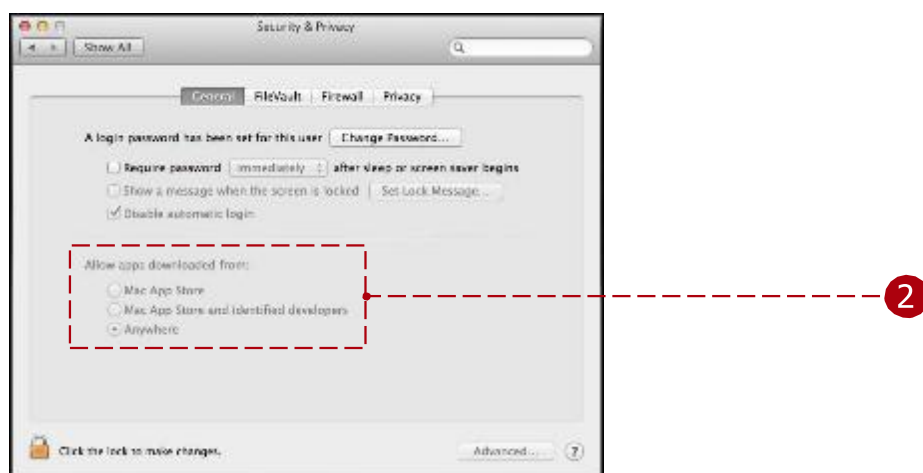 Security & Privacy
Show All
General FileVault Firewall Privacy
A login password has been set for this user Change Password...
Require password immediately after sleep or screen saver begins
Show a message when the screen is locked Set Lock Message...
Disable automatic login
Allow apps downloaded from:
Mac App Store
Mac App Store and identified developers
Anywhere
2
Click the lock to make changes.
Advanced... ?